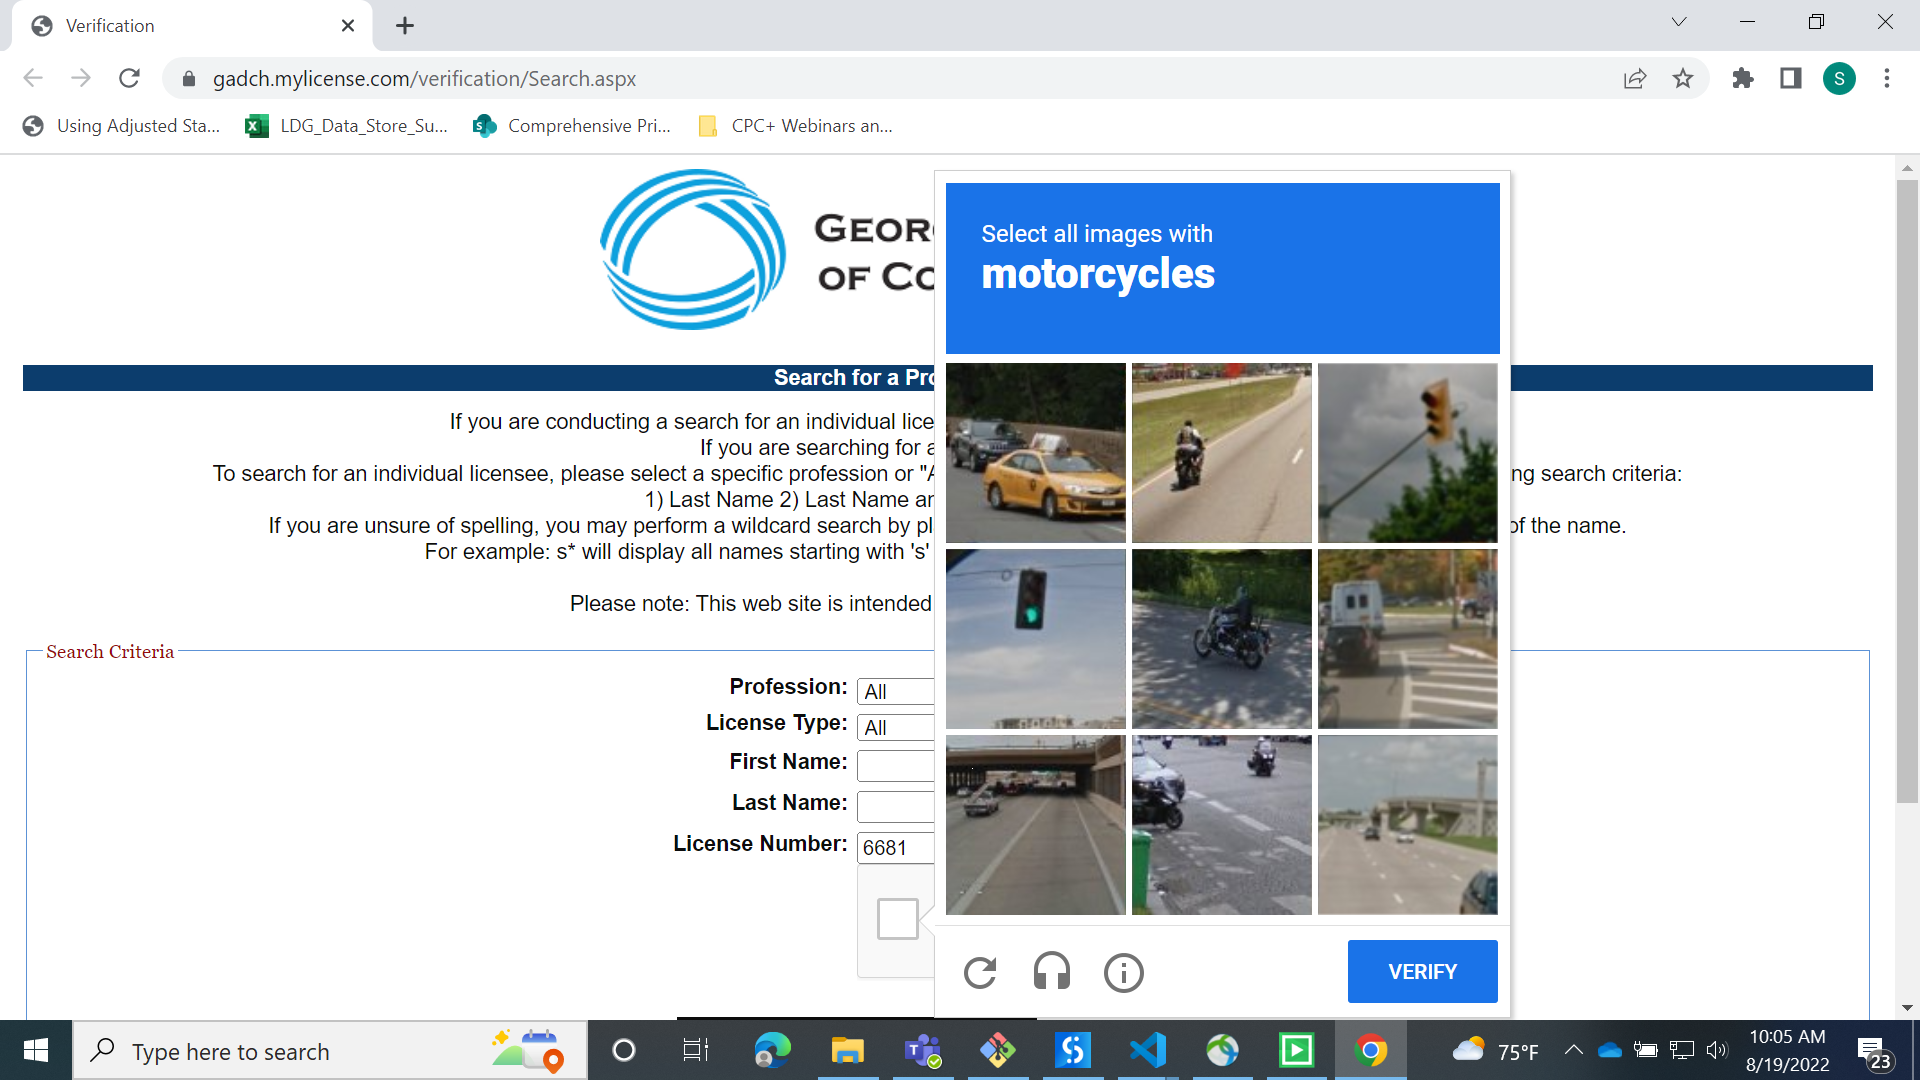 Verification
gadch.mylicense.com/verification/Search.aspx
Using Adjusted Sta...
LDG_Data_Store_Su...
Comprehensive Pri...
CPC+ Webinars an...
S
GEOR
OF CO
Search for a Pro
If you are conducting a search for an individual lice
If you are searching for a
To search for an individual licensee, please select a specific profession or "A
ng search criteria:
1) Last Name 2) Last Name an
If you are unsure of spelling, you may perform a wildcard search by pl
of the name.
For example: s* will display all names starting with 's'
Please note: This web site is intended
Search Criteria
Profession:
All
License Type:
All
First Name:
Last Name:
License Number:
6681
Select all images with
motorcycles
VERIFY
Type here to search
75°F
10:05 AM
8/19/2022
23